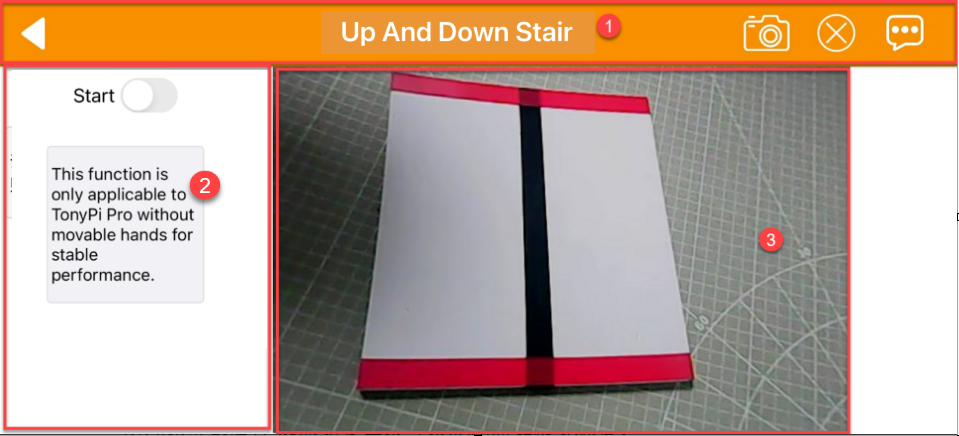 Up And Down Stair
1
Start
This function is
only applicable to
TonyPi Pro without
movable hands for
stable
performance.
2
3